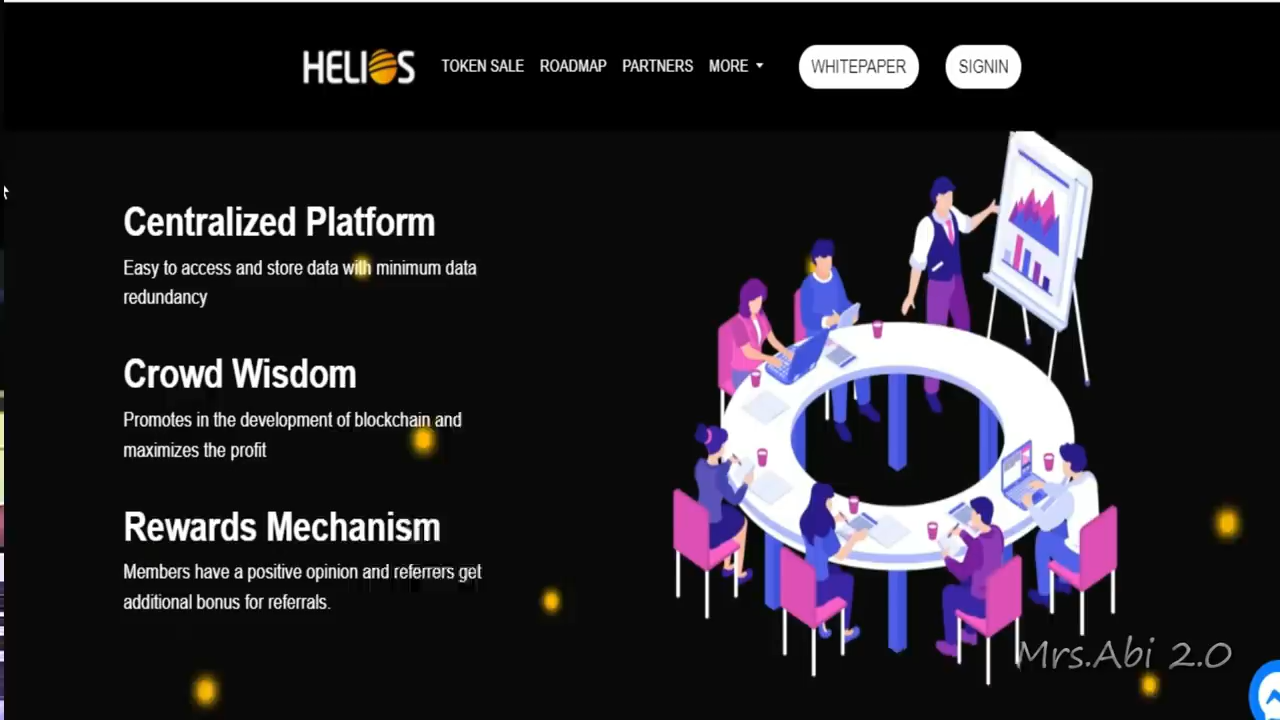 HELIOS TOKEN SALE ROADMAP PARTNERS MORE WHITEPAPER SIGNIN
Centralized Platform
Easy to access and store data with minimum data
redundancy
Crowd Wisdom
Promotes in the development of blockchain and
maximizes the profit
Rewards Mechanism
Members have a positive opinion and referrers get
additional bonus for referrals.
Mrs.Abi 2.0